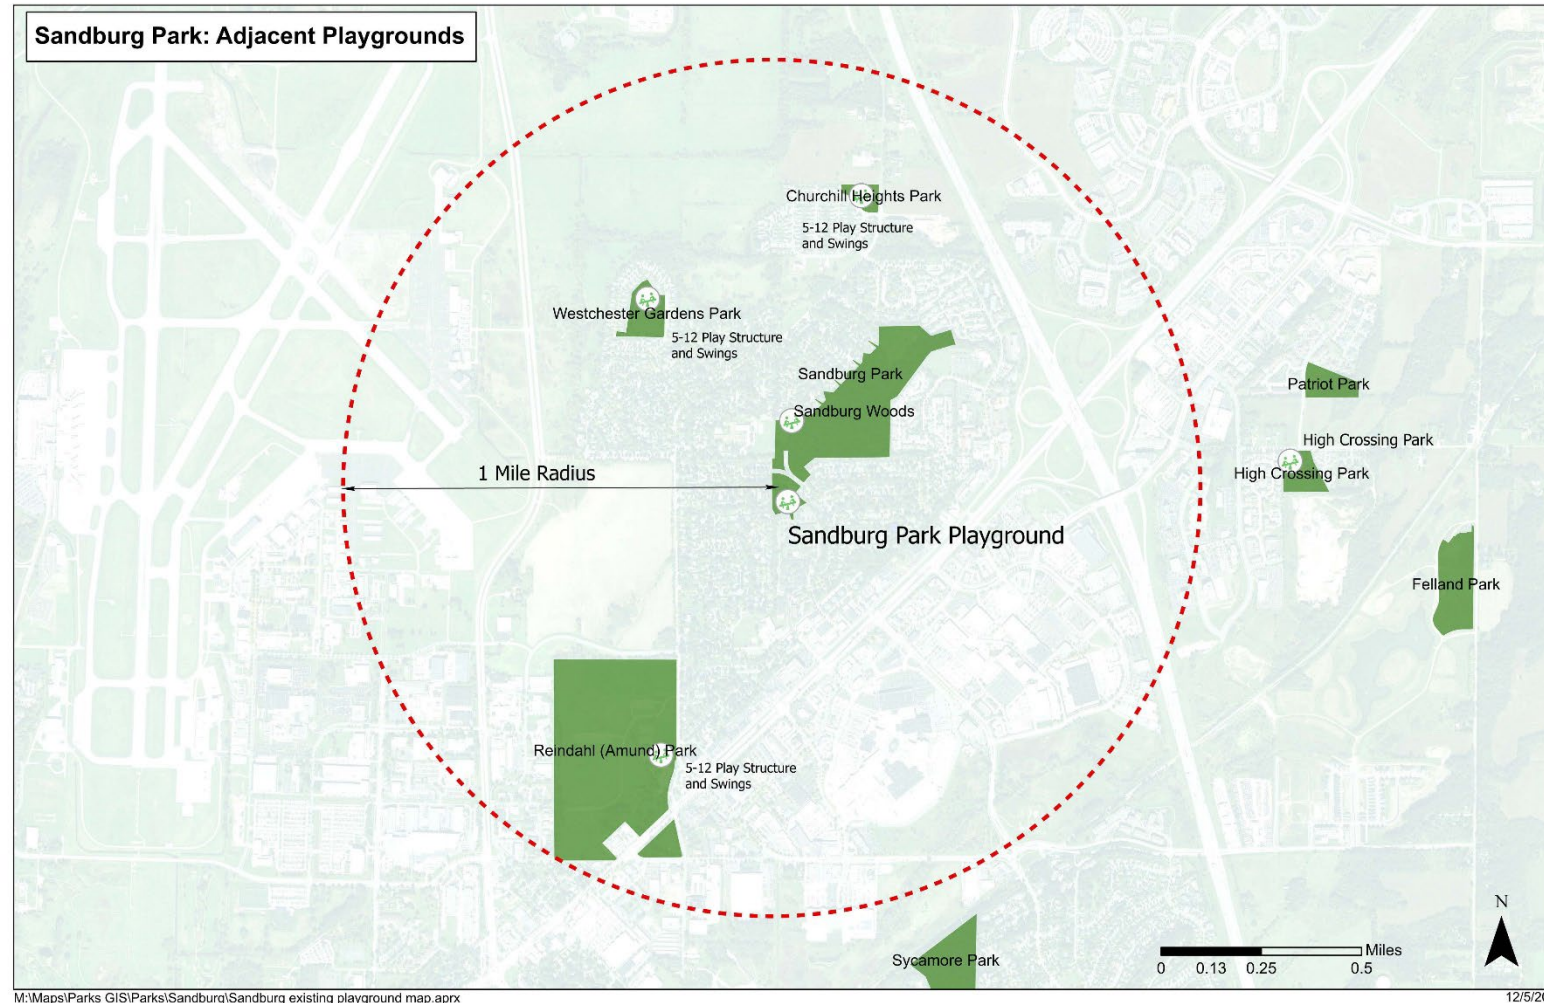 Sandburg Park: Adjacent Playgrounds
Churchill Heights Park
5-12 Play Structure
and Swings
Westchester Gardens Park
5-12 Play Structure
and Swings
Sandburg Park
Sandburg Woods
Patriot Park
High Crossing Park
High Crossing Park
1 Mile Radius
Sandburg Park Playground
Felland Park
Reindahl (Amund) Park
5-12 Play Structure
and Swings
Sycamore Park
N
Miles
0 0.13 0.25 0.5
M:\Maps\Parks GIS\Parks\Sandburg\Sandburg existing playground map.aprx
12/5/20